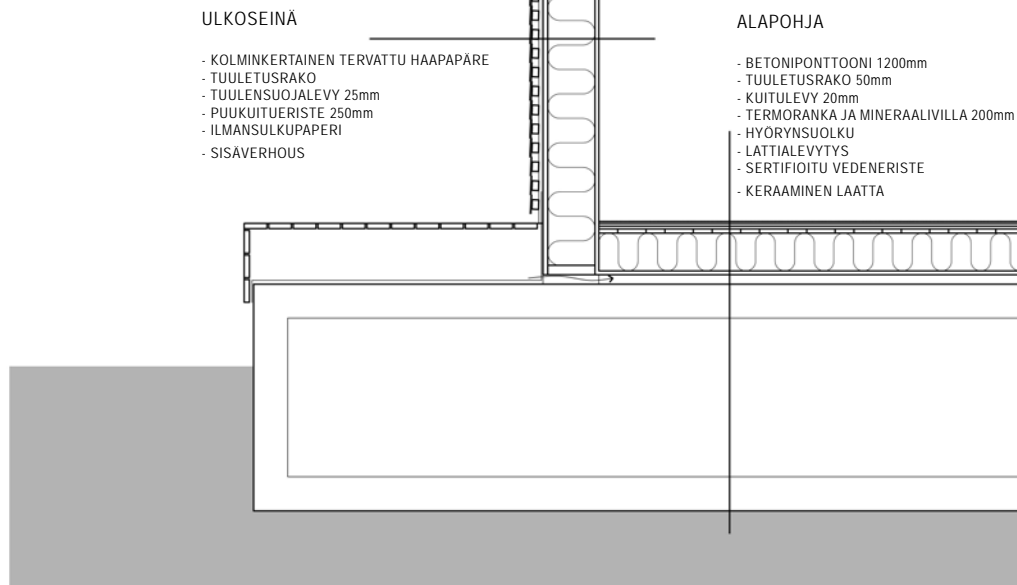 ULKOSEINÄ
- KOLMINKERTAINEN TERVATTU HAAPAPÄRE
- TUULETUSRAKO
- TUULENSUOJALEVY 25mm
- PUUKUITUERISTE 250mm
- ILMANSULKUPAPERI
- SISÄVERHOUS
ALAPOHJA
- BETONIPONTTOONI 1200mm
- TUULETUSRAKO 50mm
- KUITULEVY 20mm
- TERMORANKA JA MINERAALIVILLA 200mm
- HYÖRYNSUOLKU
- LATTIALEVYTYS
- SERTIFIOITU VEDENERISTE
- KERAAMINEN LAATTA